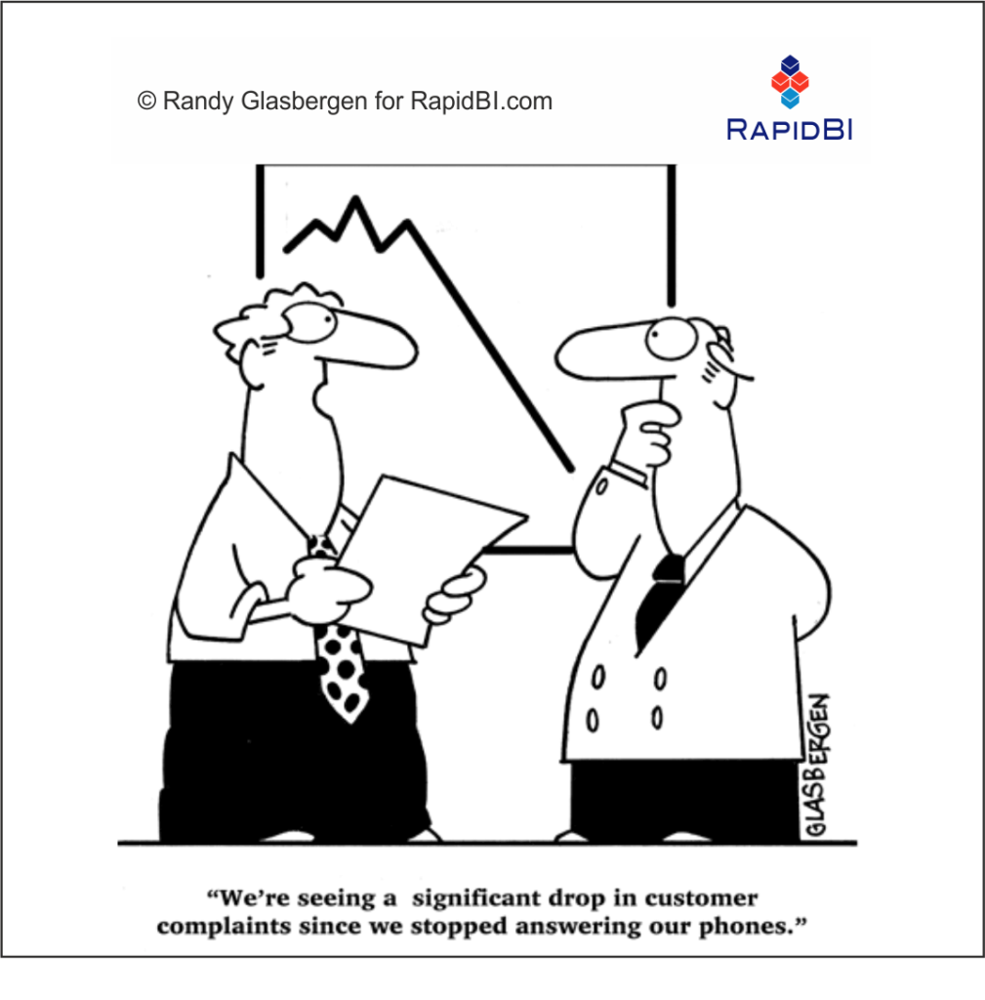 © Randy Glasbergen for RapidBI.com
RAPIDBI
GLASBERGEN
“We’re seeing a significant drop in customer
complaints since we stopped answering our phones.”